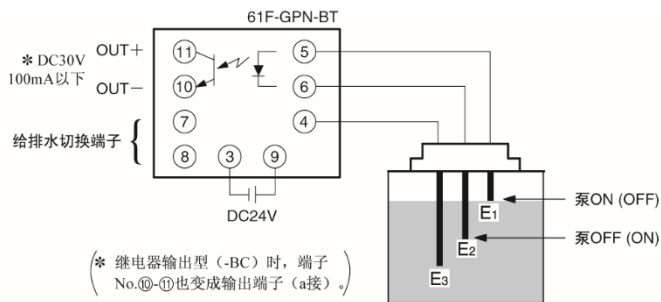 61F-GPN-BT
* DC30V
100mA以下
OUT+
OUT-
⑪
⑩
⑦
⑧
③
⑨
⑤
⑥
④
给排水切换端子
DC24V
E1
E2
E3
泵ON (OFF)
泵OFF (ON)
* 继电器输出型（-BC）时，端子
No.⑩-⑪也变成输出端子（a接）。